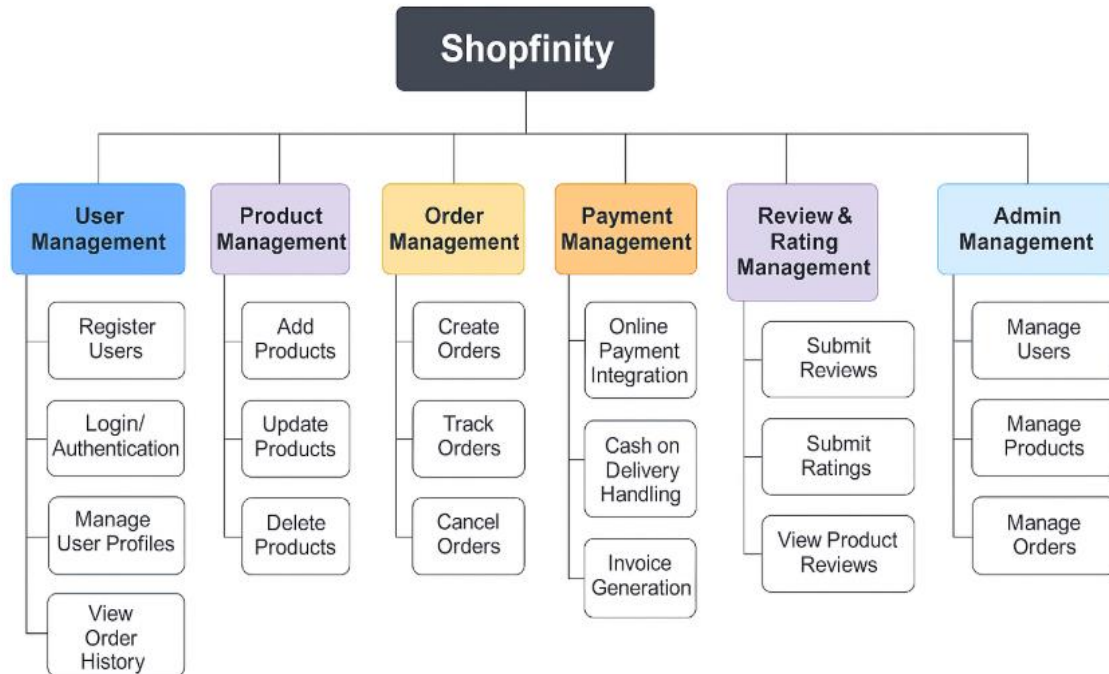 Shopfinity
User
Management
Register
Users
Login/
Authentication
Manage
User Profiles
View
Order
History
Product
Management
Add
Products
Update
Products
Delete
Products
Order
Management
Create
Orders
Track
Orders
Cancel
Orders
Payment
Management
Online
Payment
Integration
Cash on
Delivery
Handling
Invoice
Generation
Review &
Rating
Management
Submit
Reviews
Submit
Ratings
View Product
Reviews
Admin
Management
Manage
Users
Manage
Products
Manage
Orders